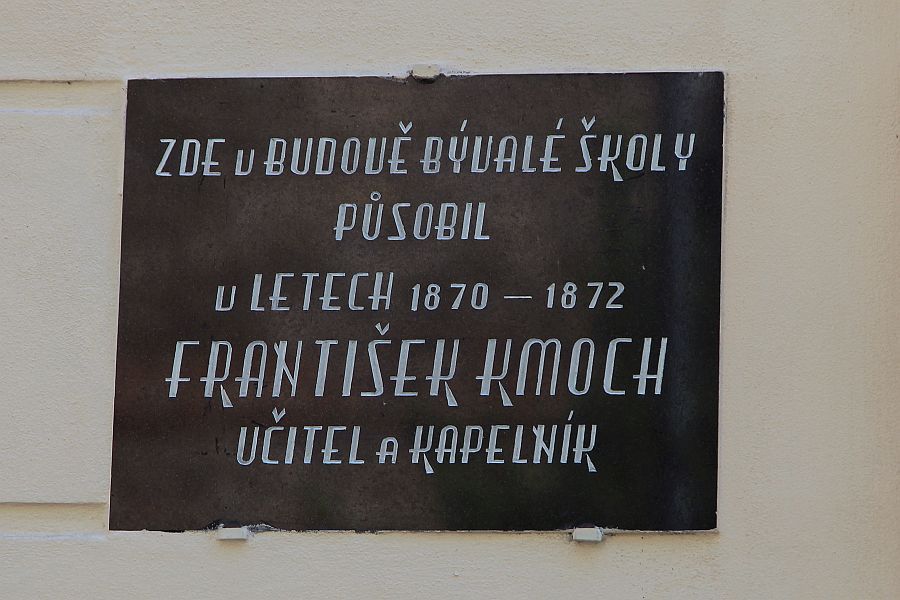 ZDE V BUDOVĚ BÝVALÉ ŠKOLY
PŮSOBIL
V LETECH 1870 – 1872
FRANTIŠEK KMOCH
UČITEL A KAPELNÍK